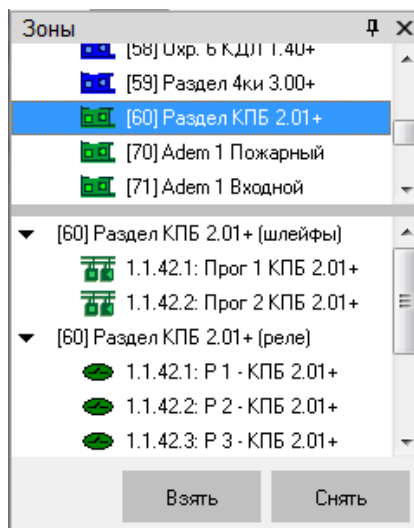 Зоны
[58] Охр. 6 КДЛ 1.40+
[59] Раздел 4ки 3.00+
[60] Раздел КПБ 2.01+
[70] Adem 1 Пожарный
[71] Adem 1 Входной
[60] Раздел КПБ 2.01+ (шлейфы)
1.1.42.1: Прог 1 КПБ 2.01+
1.1.42.2: Прог 2 КПБ 2.01+
[60] Раздел КПБ 2.01+ (реле)
1.1.42.1: Р 1 - КПБ 2.01+
1.1.42.2: Р 2 - КПБ 2.01+
1.1.42.3: Р 3 - КПБ 2.01+
Взять Снять